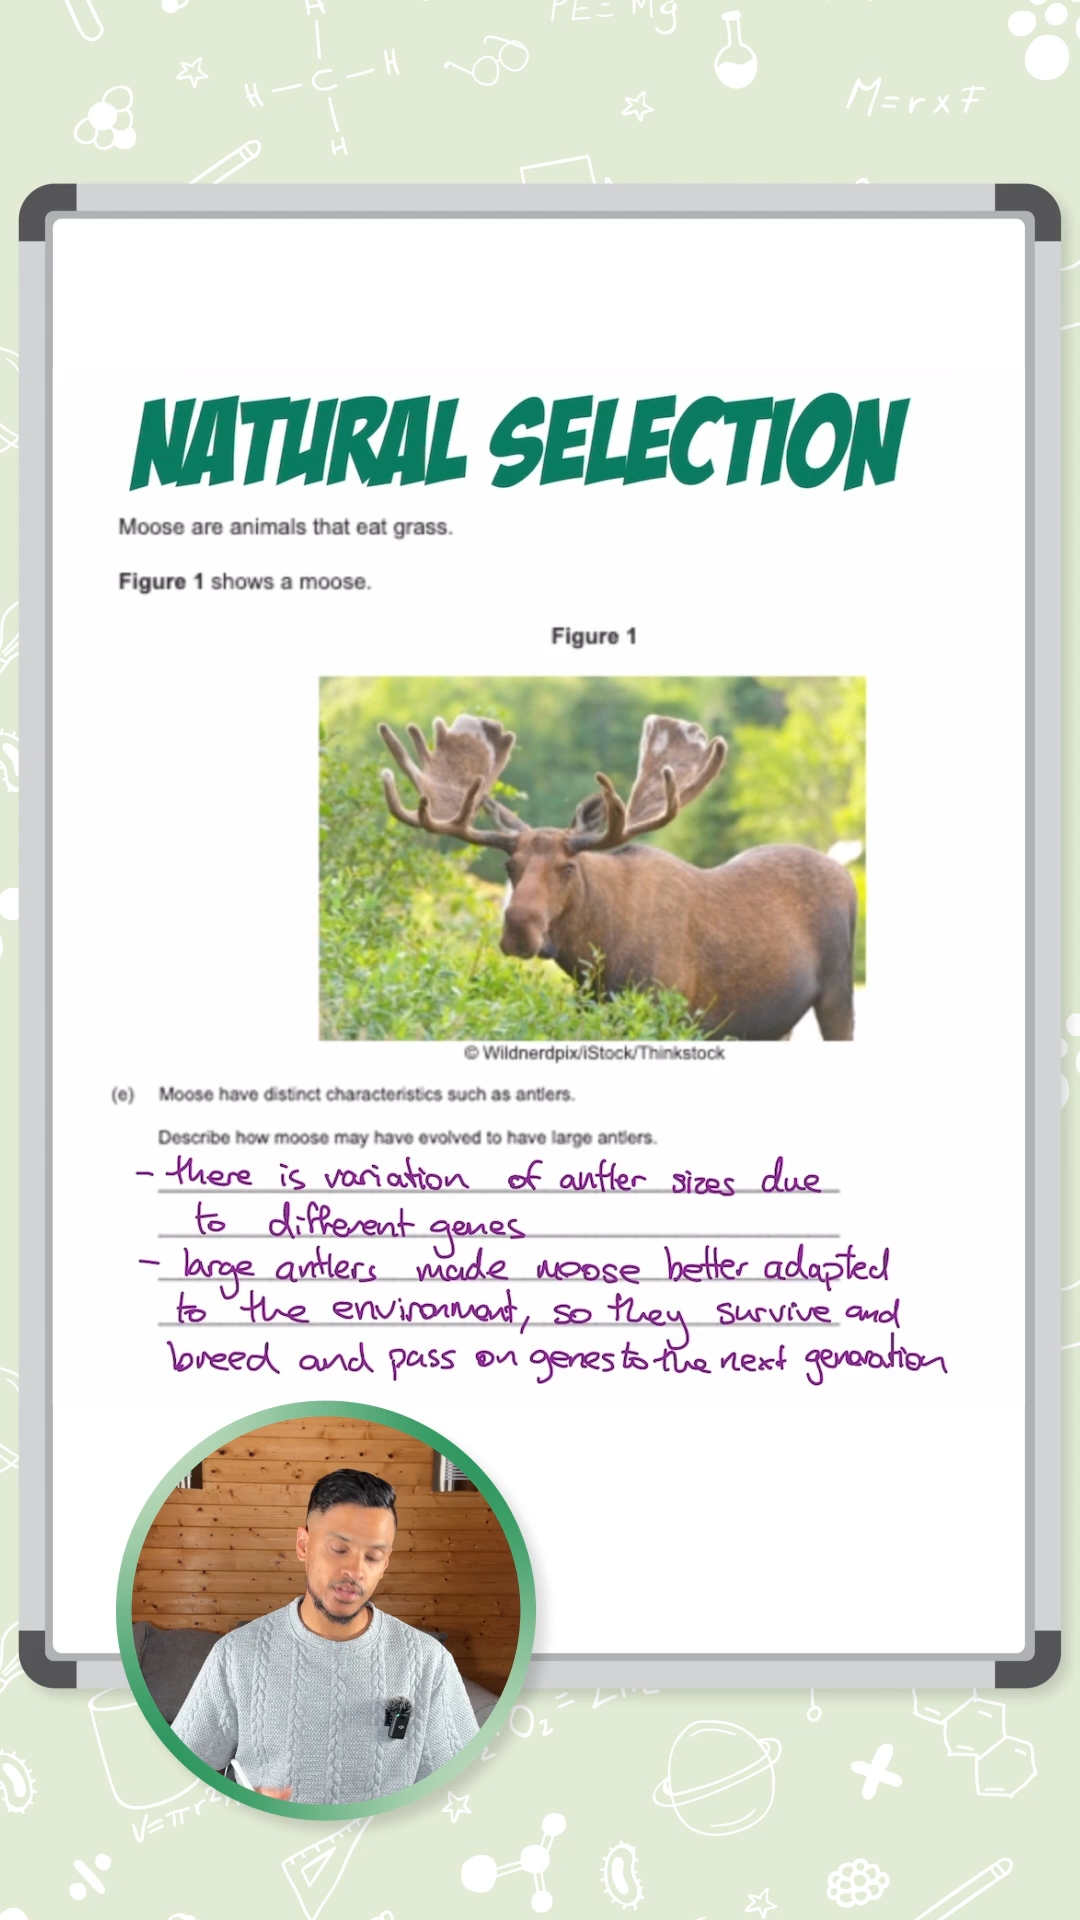 PE= Mg
H
H—C—H
H
M=r x F
NATURAL SELECTION
Moose are animals that eat grass.
Figure 1 shows a moose.
Figure 1
© Wildnerdpix/iStock/Thinkstock
(e) Moose have distinct characteristics such as antlers.
Describe how moose may have evolved to have large antlers.
- there is variation of antler sizes due
to different genes
- large antlers made moose better adapted
to the environment, so they survive and
breed and pass on genes to the next generation